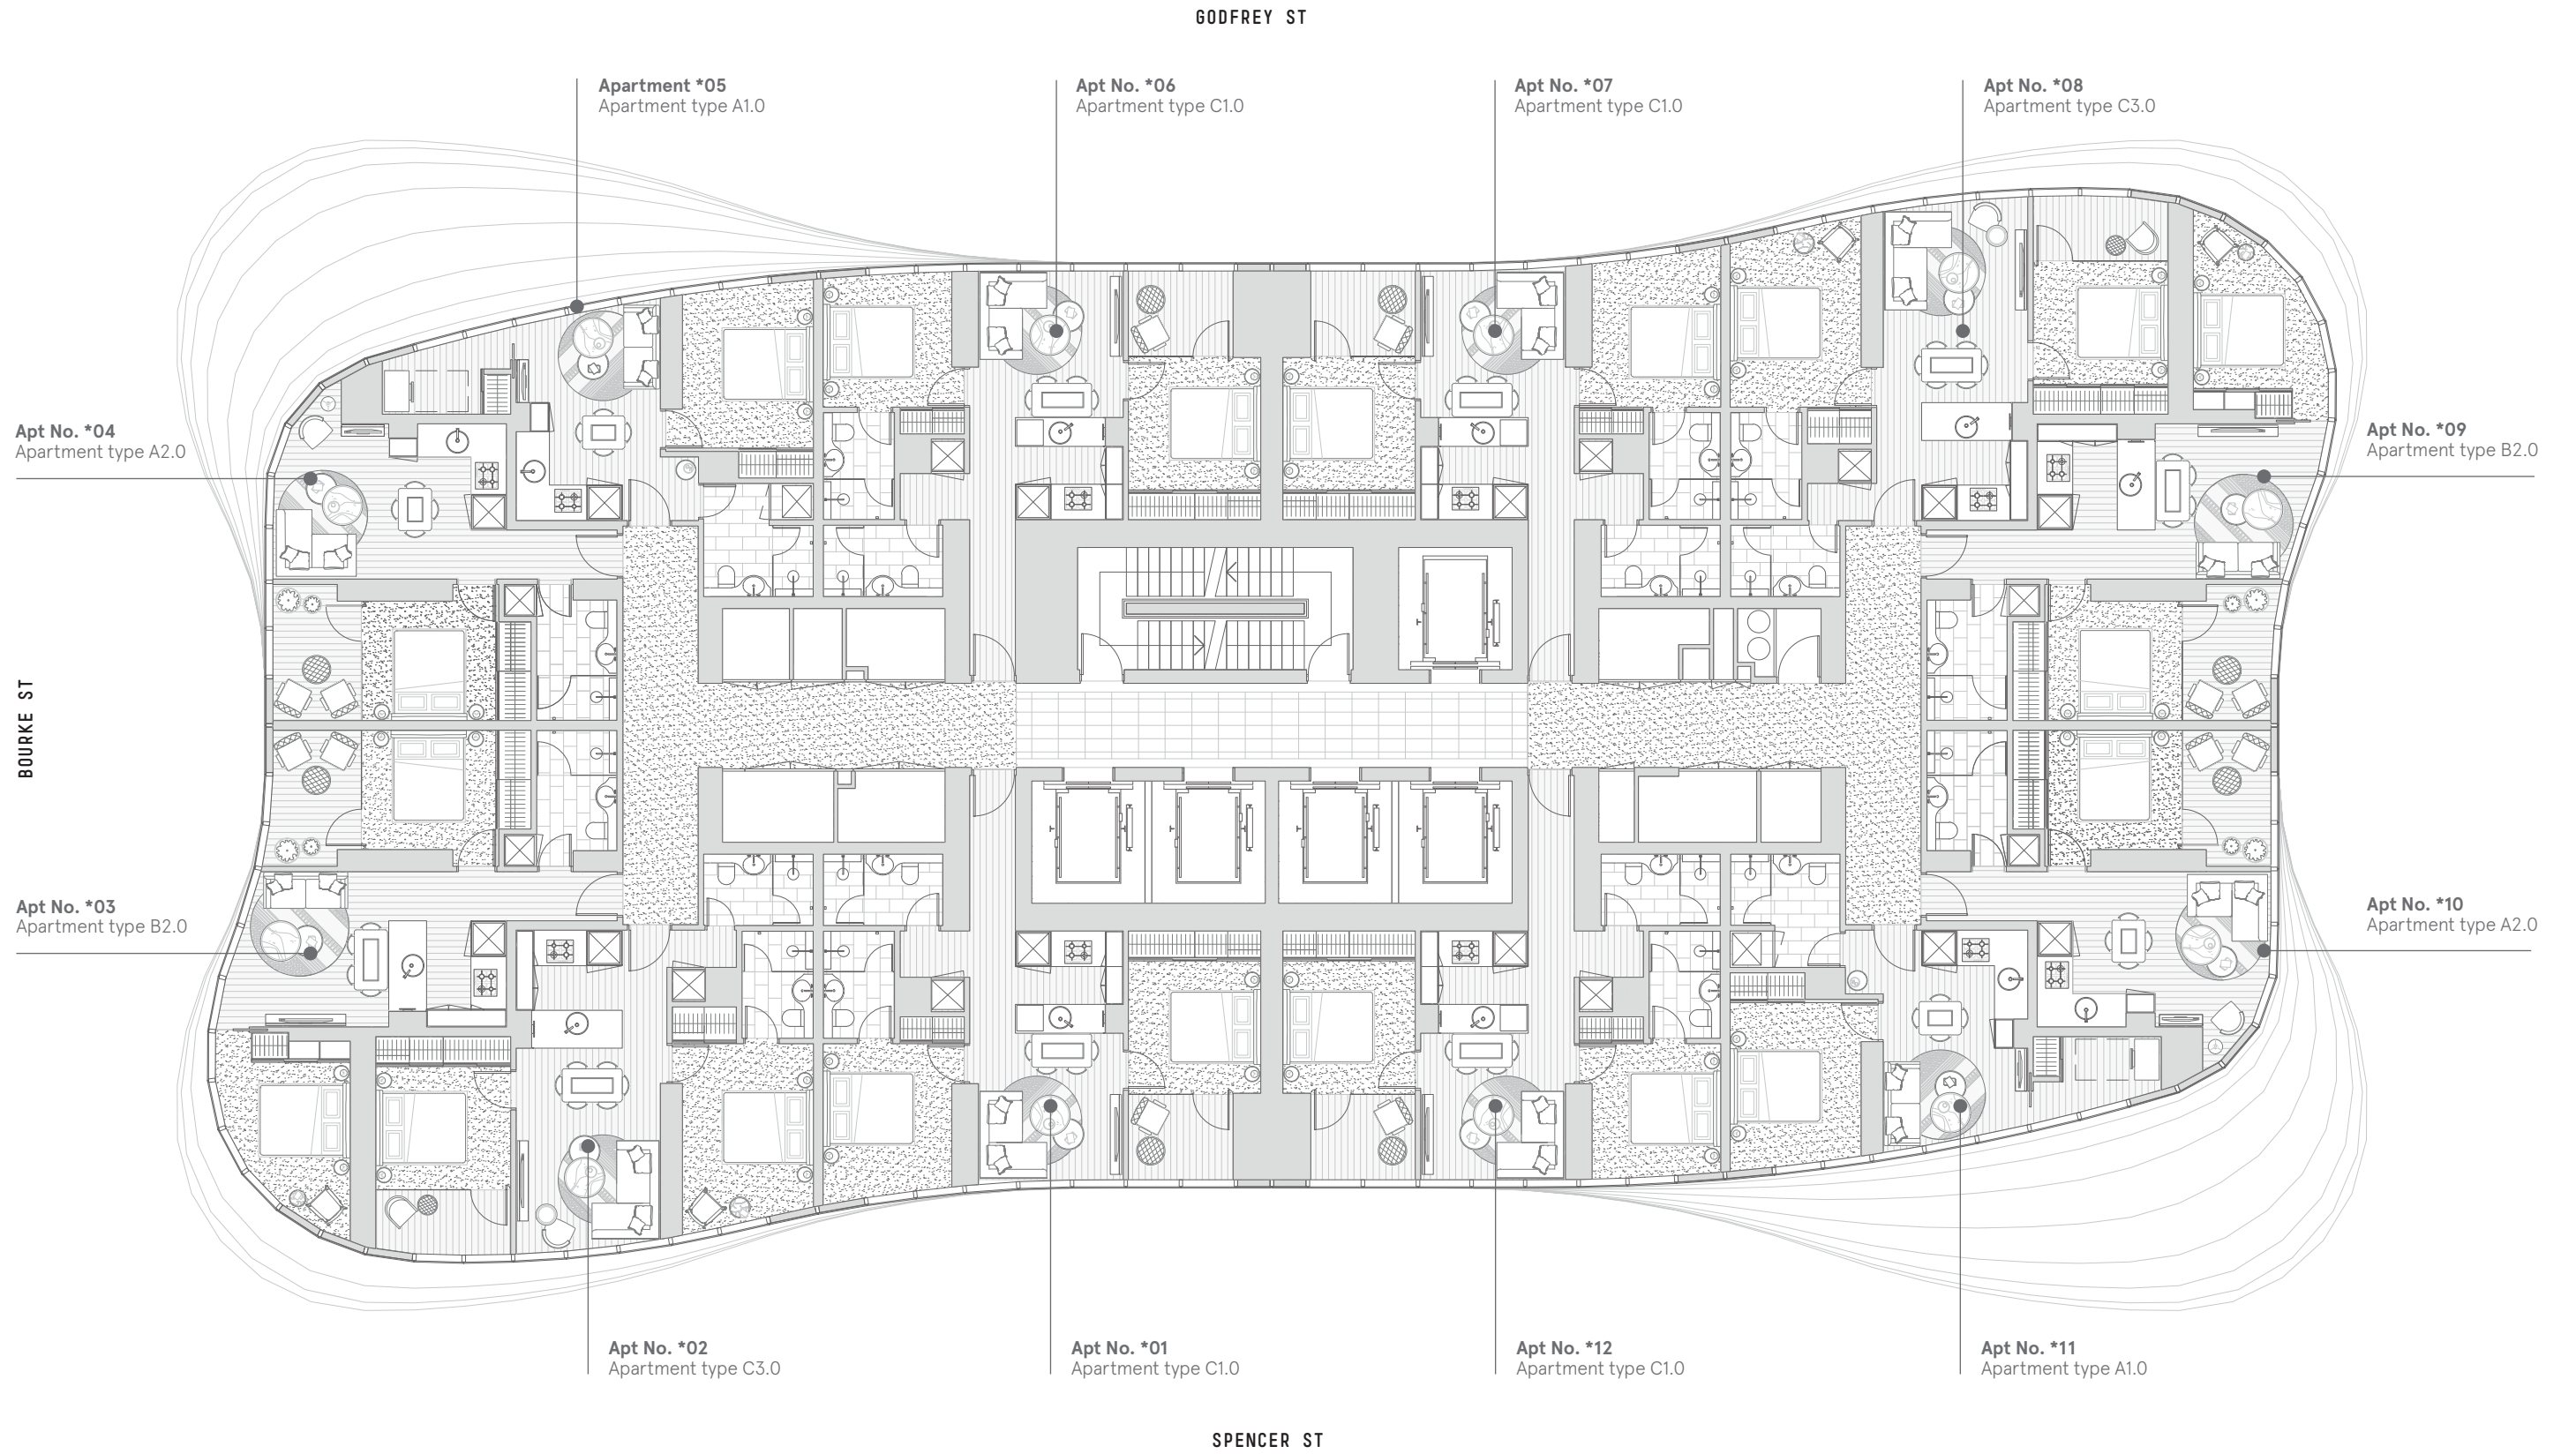 GODFREY ST
Apartment *05
Apartment type A1.0
Apt No. *06
Apartment type C1.0
Apt No. *07
Apartment type C1.0
Apt No. *08
Apartment type C3.0
Apt No. *04
Apartment type A2.0
Apt No. *09
Apartment type B2.0
BOURKE ST
Apt No. *03
Apartment type B2.0
Apt No. *10
Apartment type A2.0
Apt No. *02
Apartment type C3.0
Apt No. *01
Apartment type C1.0
Apt No. *12
Apartment type C1.0
Apt No. *11
Apartment type A1.0
SPENCER ST